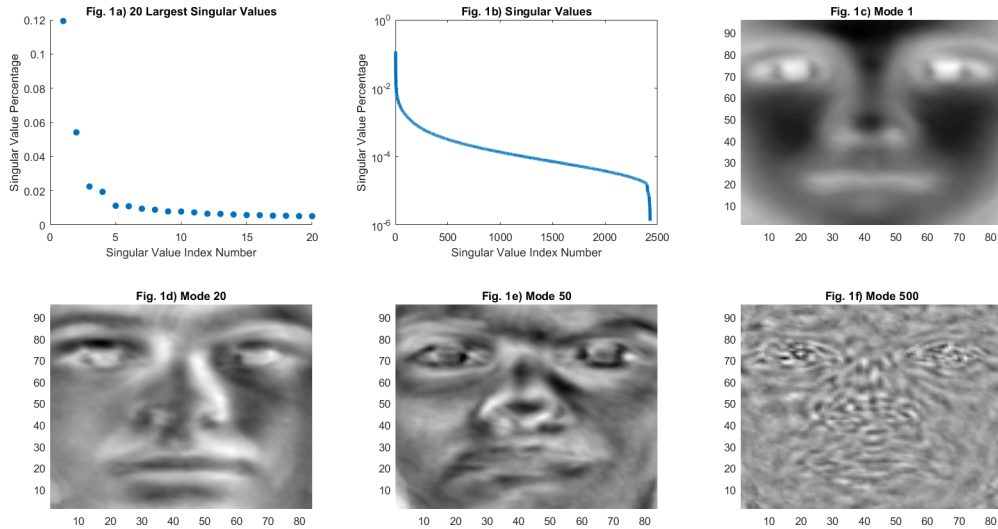 Fig. 1a) 20 Largest Singular Values
0.12
0.1
0.08
0.06
0.04
0.02
0
Singular Value Percentage
0 5 10 15 20
Singular Value Index Number
Fig. 1b) Singular Values
10^0
10^-2
10^-4
10^-6
Singular Value Percentage
0 500 1000 1500 2000 2500
Singular Value Index Number
Fig. 1c) Mode 1
90
80
70
60
50
40
30
20
10
10 20 30 40 50 60 70 80
Fig. 1d) Mode 20
90
80
70
60
50
40
30
20
10
10 20 30 40 50 60 70 80
Fig. 1e) Mode 50
90
80
70
60
50
40
30
20
10
10 20 30 40 50 60 70 80
Fig. 1f) Mode 500
90
80
70
60
50
40
30
20
10
10 20 30 40 50 60 70 80